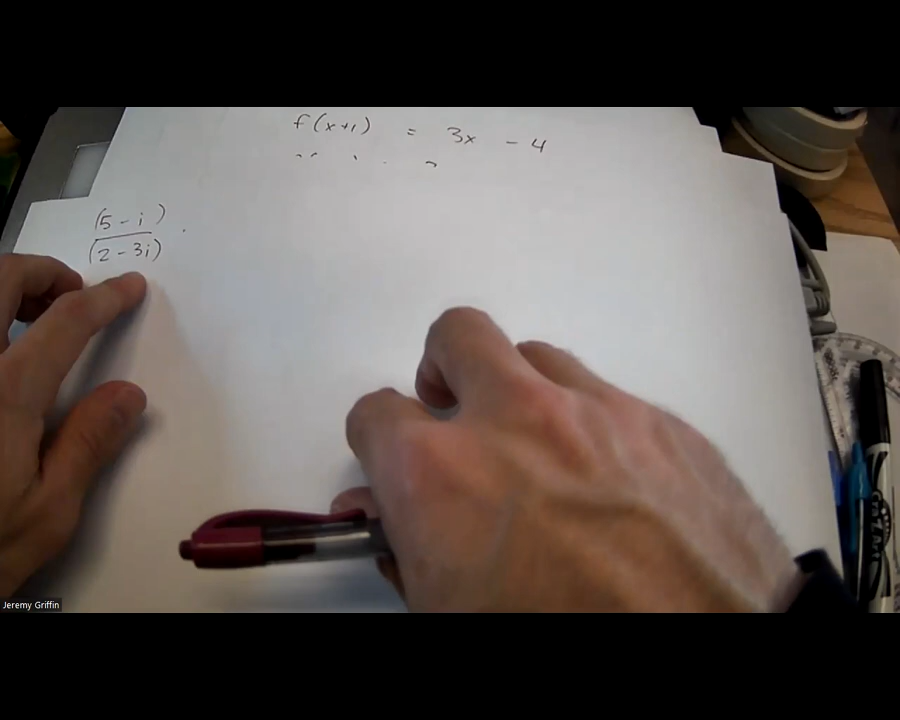 f(x+1) = 3x - 4
(5 - i)
(2 - 3i)
Jeremy Griffin